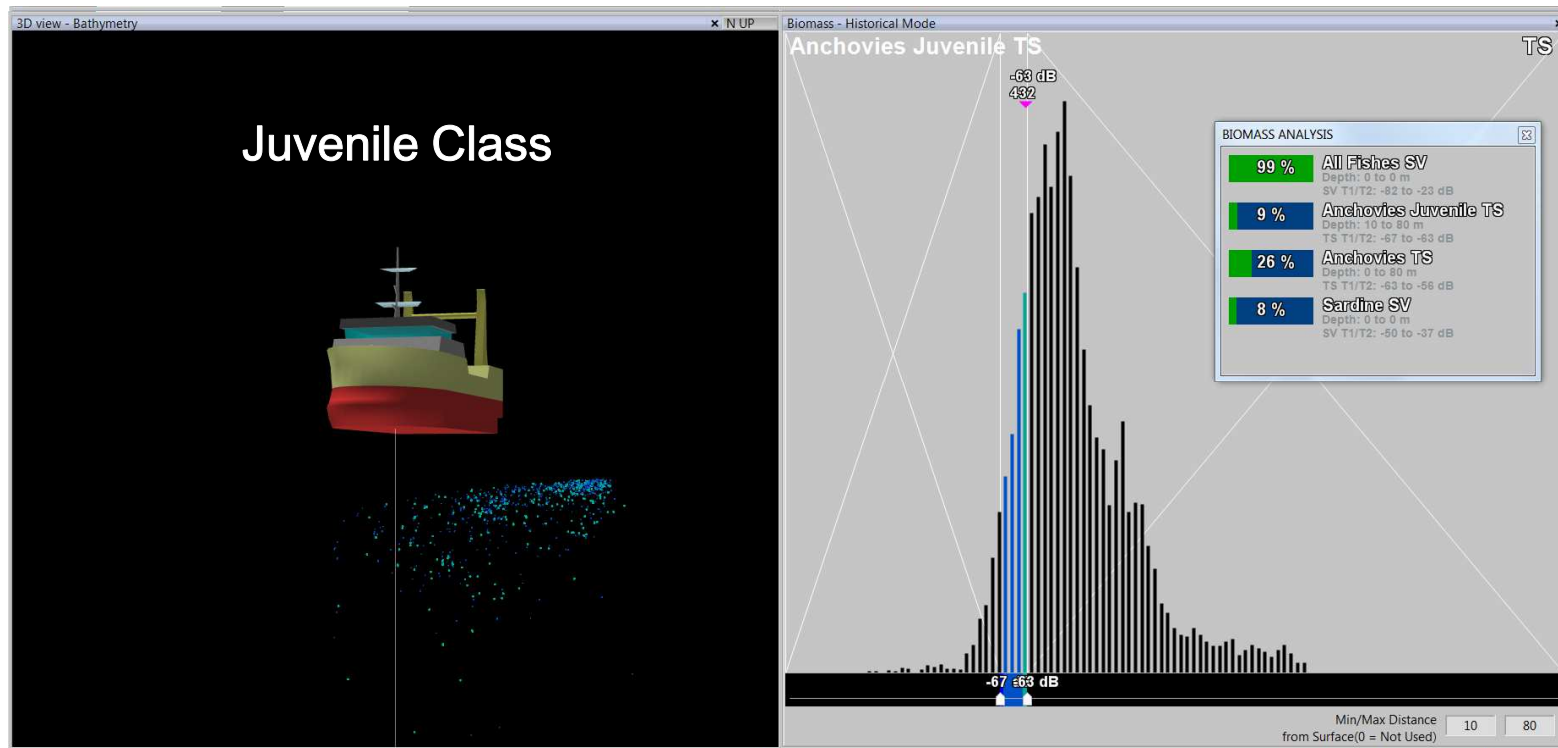 3D view - Bathymetry
× N UP
Juvenile Class
Biomass - Historical Mode
Anchovies Juvenile TS
TS
-63 dB
432
BIOMASS ANALYSIS
99 %
All Fishes SV
Depth: 0 to 0 m
SV T1/T2: -82 to -23 dB
9 %
Anchovies Juvenile TS
Depth: 10 to 80 m
TS T1/T2: -67 to -63 dB
26 %
Anchovies TS
Depth: 0 to 80 m
TS T1/T2: -63 to -56 dB
8 %
Sardine SV
Depth: 0 to 0 m
SV T1/T2: -50 to -37 dB
-67
-63 dB
Min/Max Distance
from Surface(0 = Not Used)
10
80